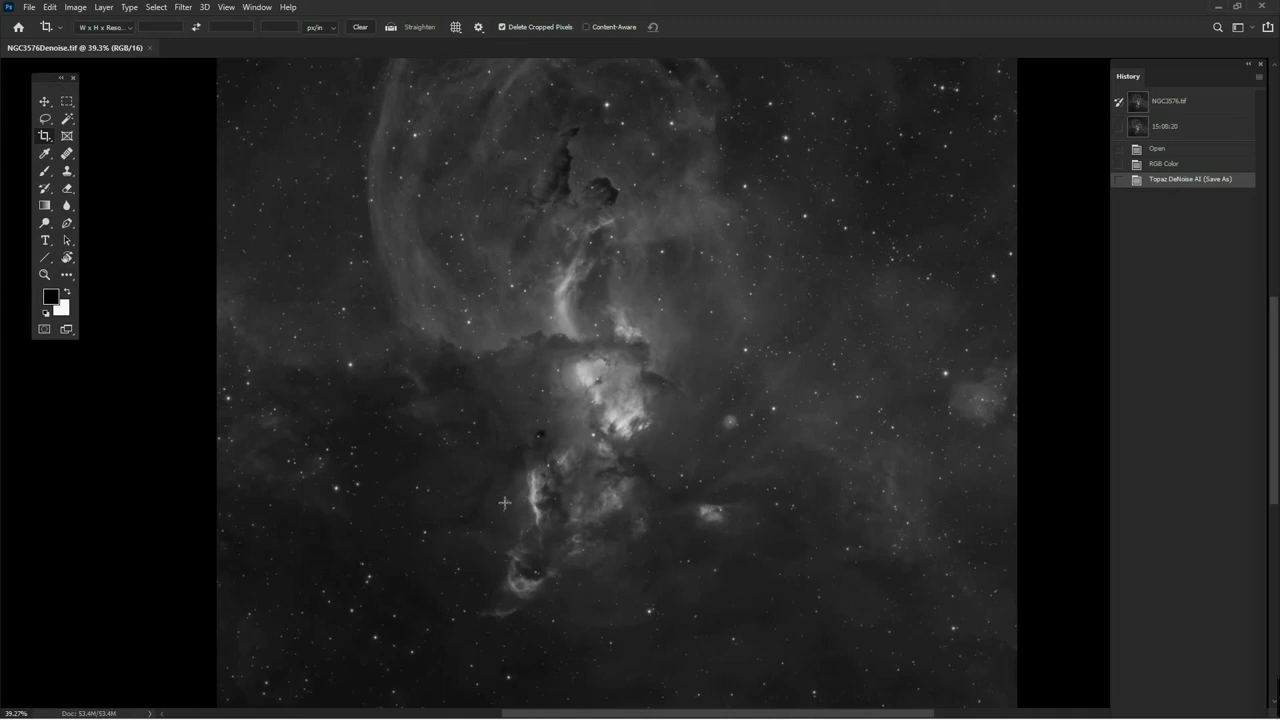 Ps File Edit Image Layer Type Select Filter 3D View Window Help
W x H x Reso... px/in Clear Straighten Delete Cropped Pixels Content-Aware
NGC3576Denoise.tif @ 39.3% (RGB/16) ×
History
NGC3576.tif
15:08:20
Open
RGB Color
Topaz DeNoise AI (Save As)
39.27% Doc: 53.4M/53.4M